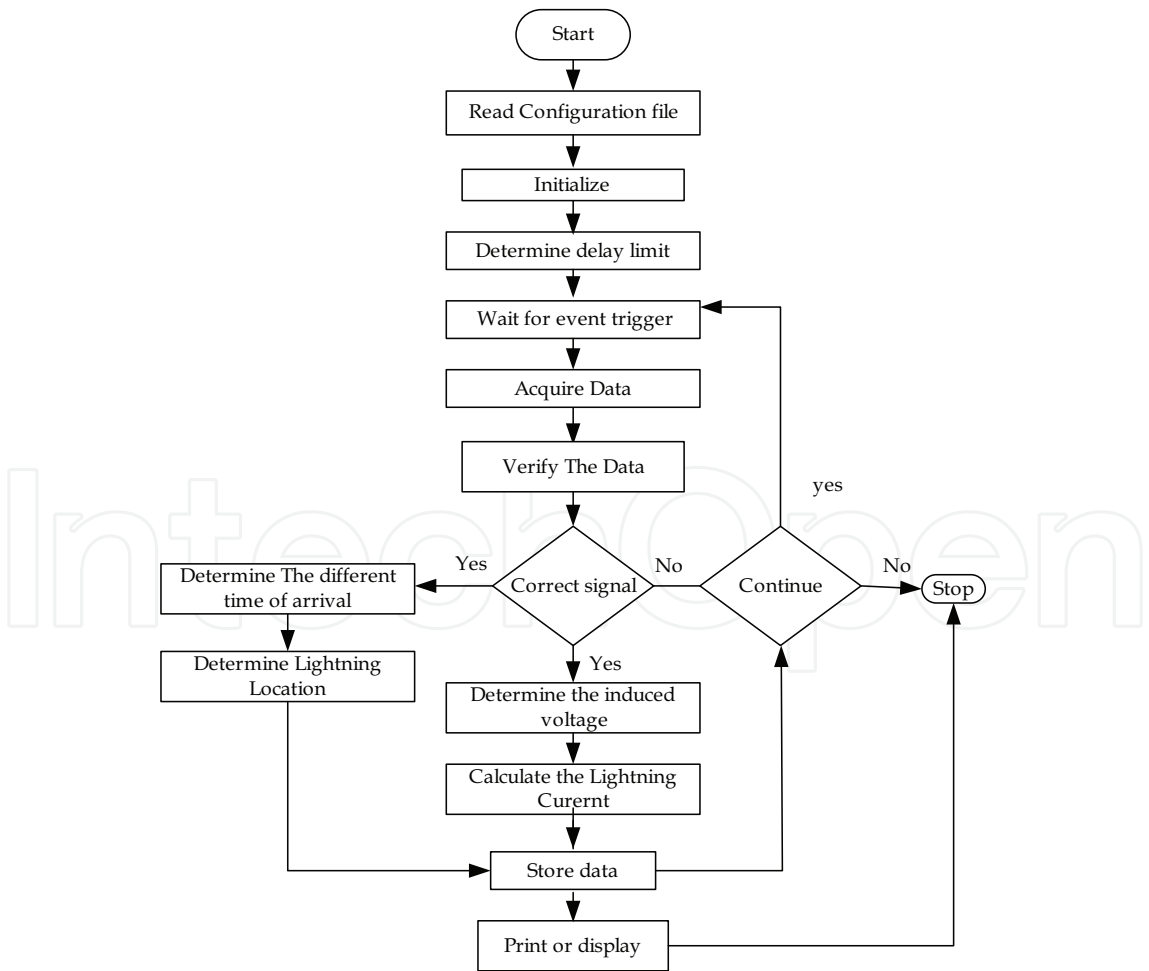 Start
Read Configuration file
Initialize
Determine delay limit
Wait for event trigger
Acquire Data
Verify The Data
yes
Yes
Correct signal
No
Continue
No
Stop
Determine The different
time of arrival
Yes
Determine Lightning
Location
Determine the induced
voltage
Calculate the Lightning
Curernt
Store data
Print or display
IntechOpen